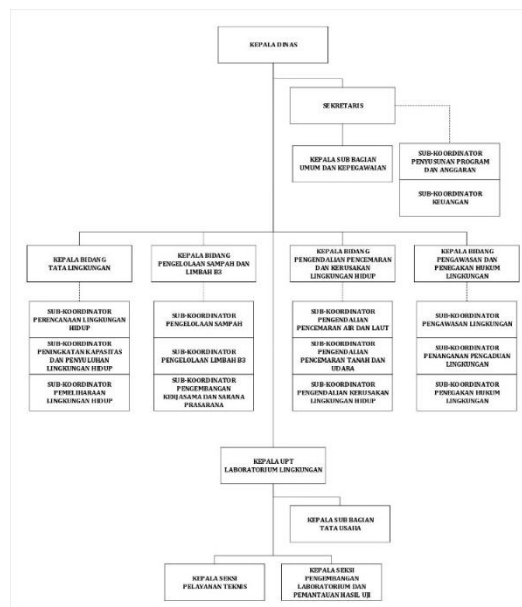 KEPALA DINAS
SEKRETARIS
KEPALA SUB BAGIAN
UMUM DAN KEPEGAWAIAN
SUB-KOORDINATOR
PENYUSUNAN PROGRAM
DAN ANGGARAN
SUB-KOORDINATOR
KEUANGAN
KEPALA BIDANG
TATA LINGKUNGAN
KEPALA BIDANG
PENGELOLAAN SAMPAH DAN
LIMBAH B3
KEPALA BIDANG
PENGENDALIAN PENCEMARAN
DAN KERUSAKAN
LINGKUNGAN HIDUP
KEPALA BIDANG
PENGAWASAN DAN
PENEGAKAN HUKUM
LINGKUNGAN
SUB-KOORDINATOR
PERENCANAAN LINGKUNGAN
HIDUP
SUB-KOORDINATOR
PENINGKATAN KAPASITAS
DAN PENYULUHAN
LINGKUNGAN HIDUP
SUB-KOORDINATOR
PEMELIHARAAN
LINGKUNGAN HIDUP
SUB-KOORDINATOR
PENGELOLAAN SAMPAH
SUB-KOORDINATOR
PENGELOLAAN LIMBAH B3
SUB-KOORDINATOR
PENGEMBANGAN
KERJASAMA DAN SARANA
PRASARANA
SUB-KOORDINATOR
PENGENDALIAN
PENCEMARAN AIR DAN LAUT
SUB-KOORDINATOR
PENGENDALIAN
PENCEMARAN TANAH DAN
UDARA
SUB-KOORDINATOR
PENGENDALIAN KERUSAKAN
LINGKUNGAN HIDUP
SUB-KOORDINATOR
PENGAWASAN LINGKUNGAN
SUB-KOORDINATOR
PENANGANAN PENGADUAN
LINGKUNGAN
SUB-KOORDINATOR
PENEGAKAN HUKUM
LINGKUNGAN
KEPALA UPT
LABORATORIUM LINGKUNGAN
KEPALA SUB BAGIAN
TATA USAHA
KEPALA SEKSI
PELAYANAN TEKNIS
KEPALA SEKSI
PENGEMBANGAN
LABORATORIUM DAN
PEMANTAUAN HASIL UJI